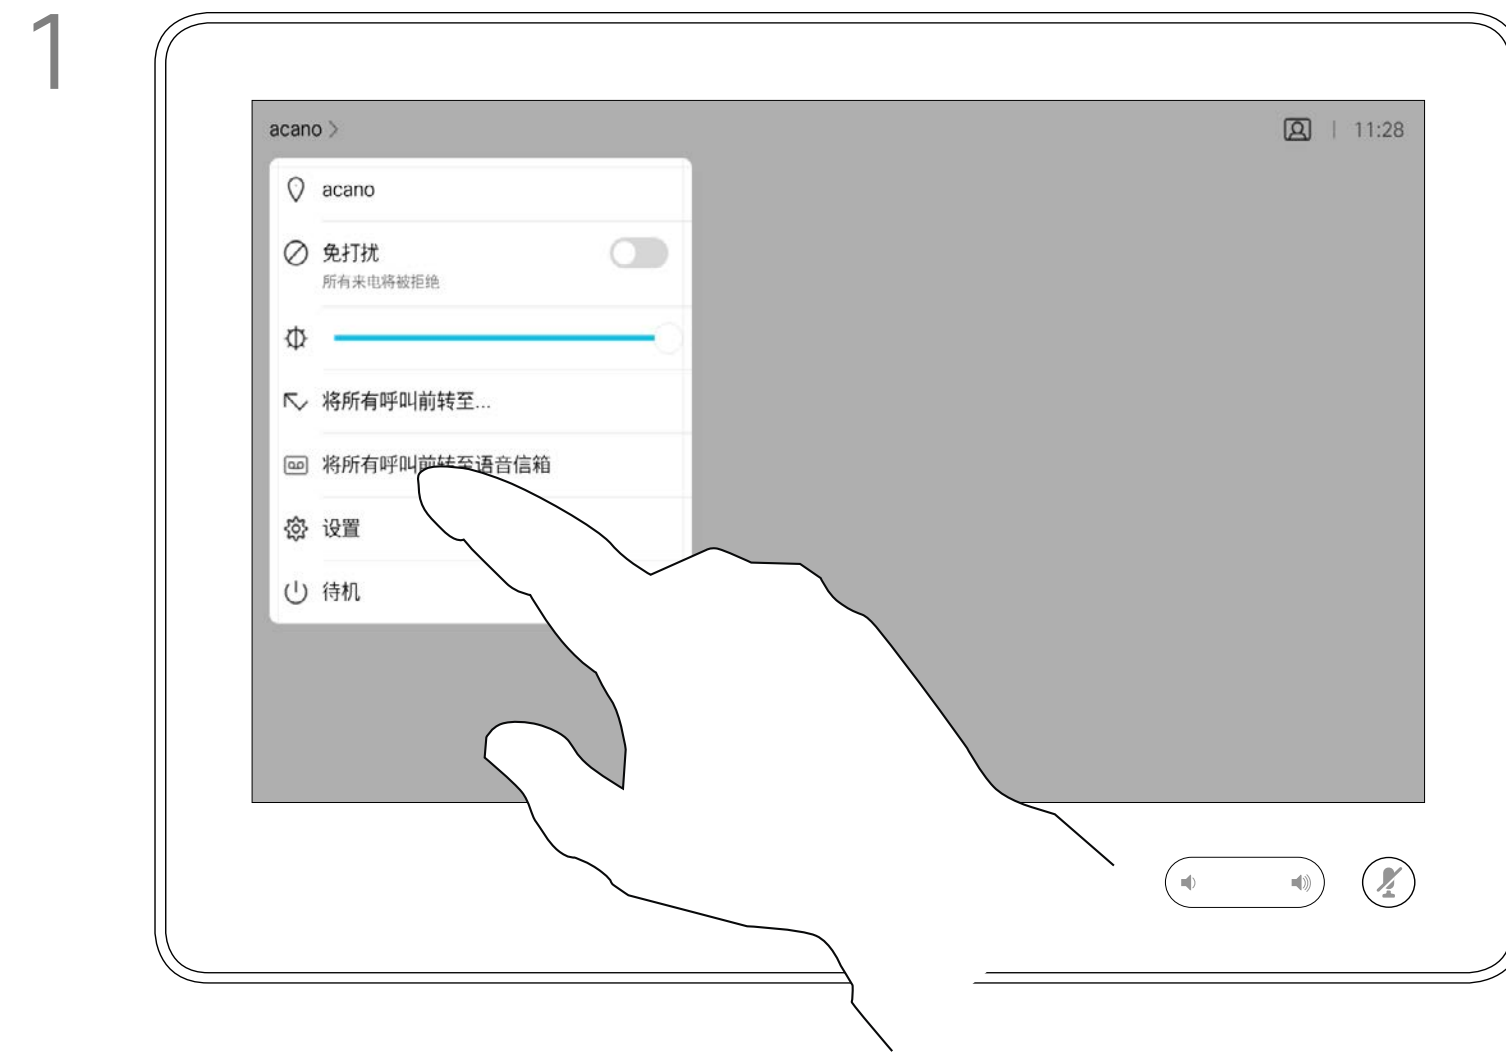 1
acano > 11:28
acano
免打扰
所有来电将被拒绝
将所有呼叫前转至...
将所有呼叫前转至语音信箱
设置
待机